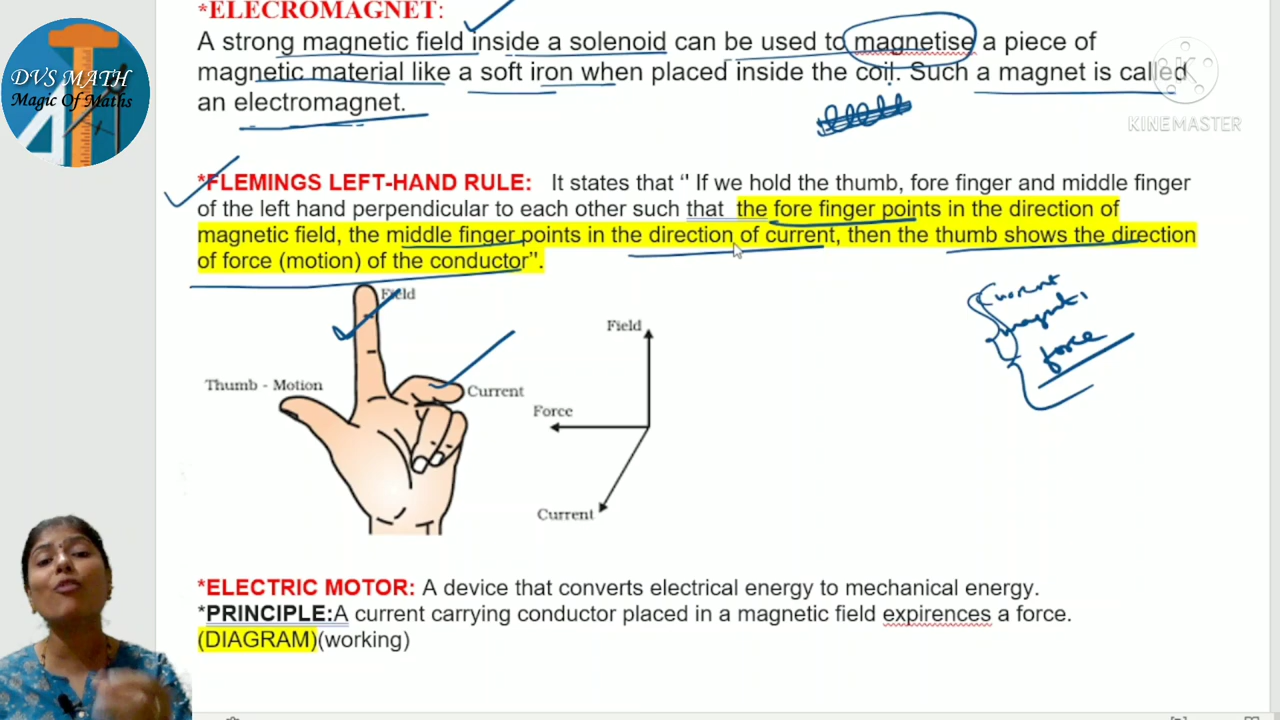 *ELECROMAGNET:
A strong magnetic field inside a solenoid can be used to magnetise a piece of
magnetic material like a soft iron when placed inside the coil. Such a magnet is called
an electromagnet.
DVS MATH
Magic Of Maths
K
KINEMASTER
*FLEMINGS LEFT-HAND RULE: It states that '' If we hold the thumb, fore finger and middle finger
of the left hand perpendicular to each other such that the fore finger points in the direction of
magnetic field, the middle finger points in the direction of current, then the thumb shows the direction
of force (motion) of the conductor”.
Field
Thumb - Motion
Current
Field
Force
Current
Current
magnet
force
*ELECTRIC MOTOR: A device that converts electrical energy to mechanical energy.
*PRINCIPLE:A current carrying conductor placed in a magnetic field expirences a force.
(DIAGRAM)(working)